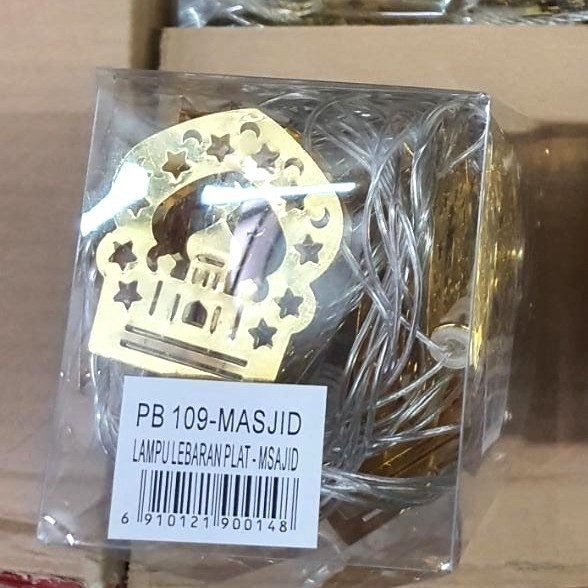 PB 109-MASJID
LAMPU LEBARAN PLAT - MSAJID
6 910121 900148